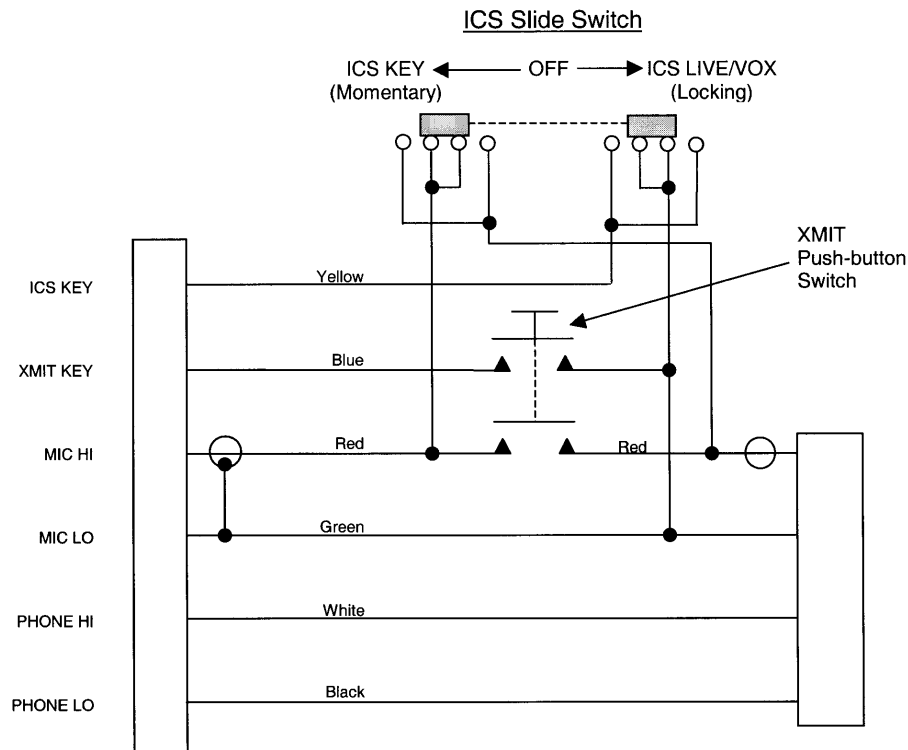 ICS Slide Switch
ICS KEY
(Momentary)
OFF
ICS LIVE/VOX
(Locking)
XMIT
Push-button
Switch
ICS KEY
Yellow
XMIT KEY
Blue
MIC HI
Red
Red
MIC LO
Green
PHONE HI
White
PHONE LO
Black